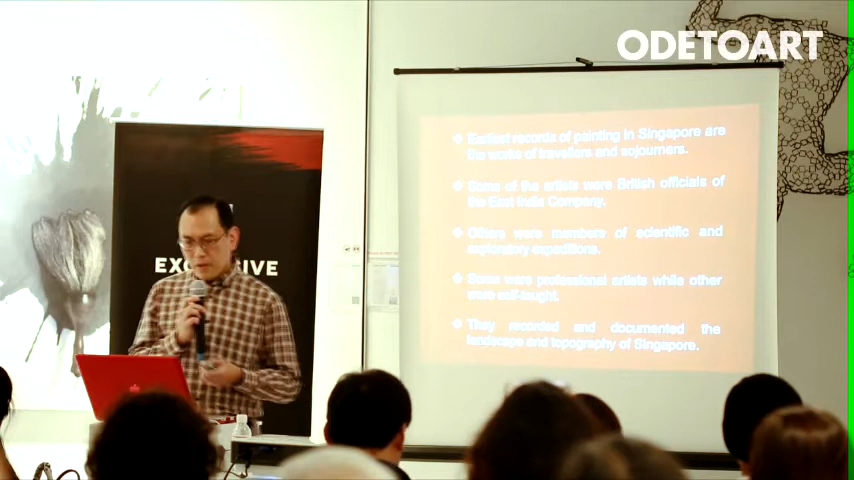 ODETOART
❖ Earliest records of painting in Singapore are
the works of travellers and sojourners.
❖ Some of the artists were British officials of
the East India Company.
❖ Others were members of scientific and
exploratory expeditions.
❖ Some were professional artists while other
were self-taught.
❖ They recorded and documented the
landscape and topography of Singapore.